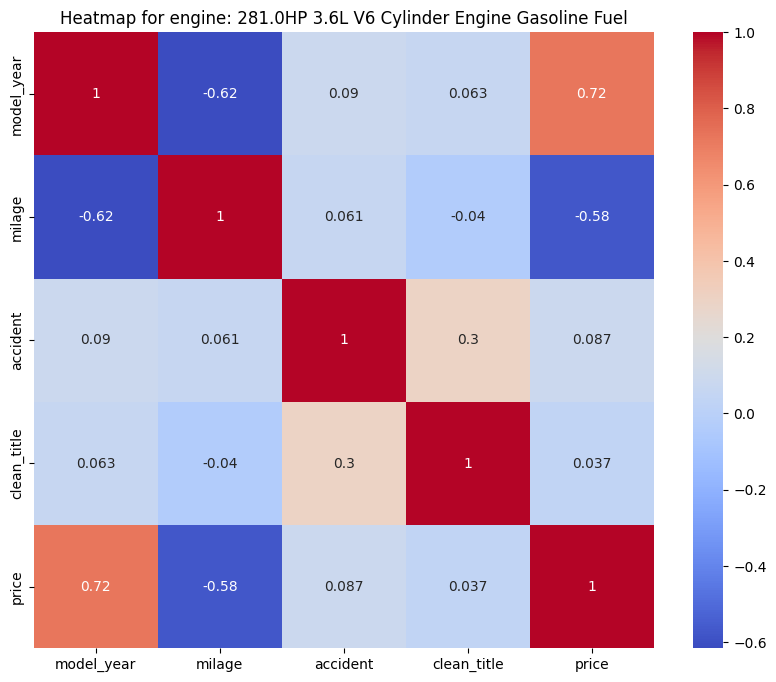 Heatmap for engine: 281.0HP 3.6L V6 Cylinder Engine Gasoline Fuel
model_year 1 -0.62 0.09 0.063 0.72
milage -0.62 1 0.061 -0.04 -0.58
accident 0.09 0.061 1 0.3 0.087
clean_title 0.063 -0.04 0.3 1 0.037
price 0.72 -0.58 0.087 0.037 1
model_year milage accident clean_title price
1.0
0.8
0.6
0.4
0.2
0.0
−0.2
−0.4
−0.6